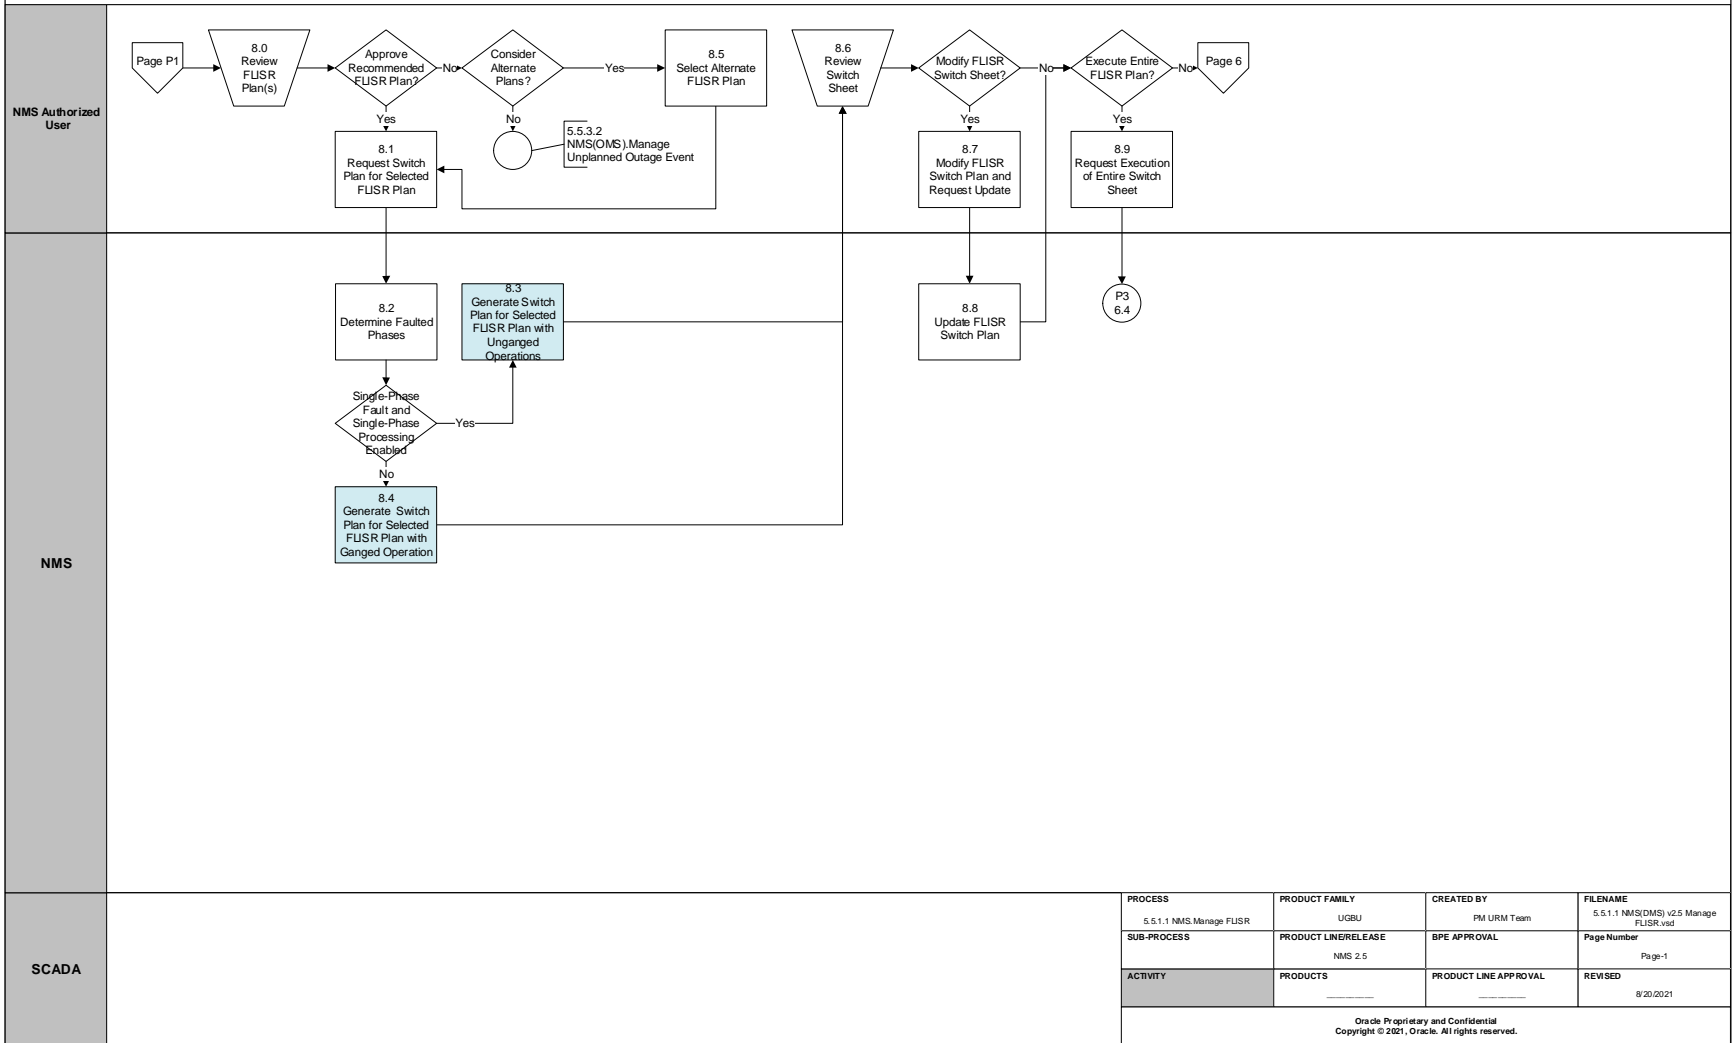 NMS Authorized
User
Page P1
8.0
Review
FLISR
Plan(s)
Approve
Recommended
FLISR Plan?
No
Consider
Alternate
Plans?
Yes
8.5
Select Alternate
FLISR Plan
8.6
Review
Switch
Sheet
Modify FLISR
Switch Sheet?
No
Execute Entire
FLISR Plan?
No
Page 6
Yes
No
Yes
Yes
8.1
Request Switch
Plan for Selected
FLISR Plan
5.5.3.2
NMS(OMS).Manage
Unplanned Outage Event
8.7
Modify FLISR
Switch Plan and
Request Update
8.9
Request Execution
of Entire Switch
Sheet
NMS
8.2
Determine Faulted
Phases
8.3
Generate Switch
Plan for Selected
FLISR Plan with
Unganged
Operations
8.8
Update FLISR
Switch Plan
P3
6.4
Single-Phase
Fault and
Single-Phase
Processing
Enabled
Yes
No
8.4
Generate Switch
Plan for Selected
FLISR Plan with
Ganged Operation
SCADA
PROCESS
5.5.1.1 NMS.Manage FLISR
PRODUCT FAMILY
UGBU
CREATED BY
PM URM Team
FILENAME
5.5.1.1 NMS(DMS) v2.5 Manage
FLISR.vsd
SUB-PROCESS
PRODUCT LINE/RELEASE
NMS 2.5
BPE APPROVAL
Page Number
Page-1
ACTIVITY
PRODUCTS
PRODUCT LINE APPROVAL
REVISED
8/20/2021
Oracle Proprietary and Confidential
Copyright © 2021, Oracle. All rights reserved.